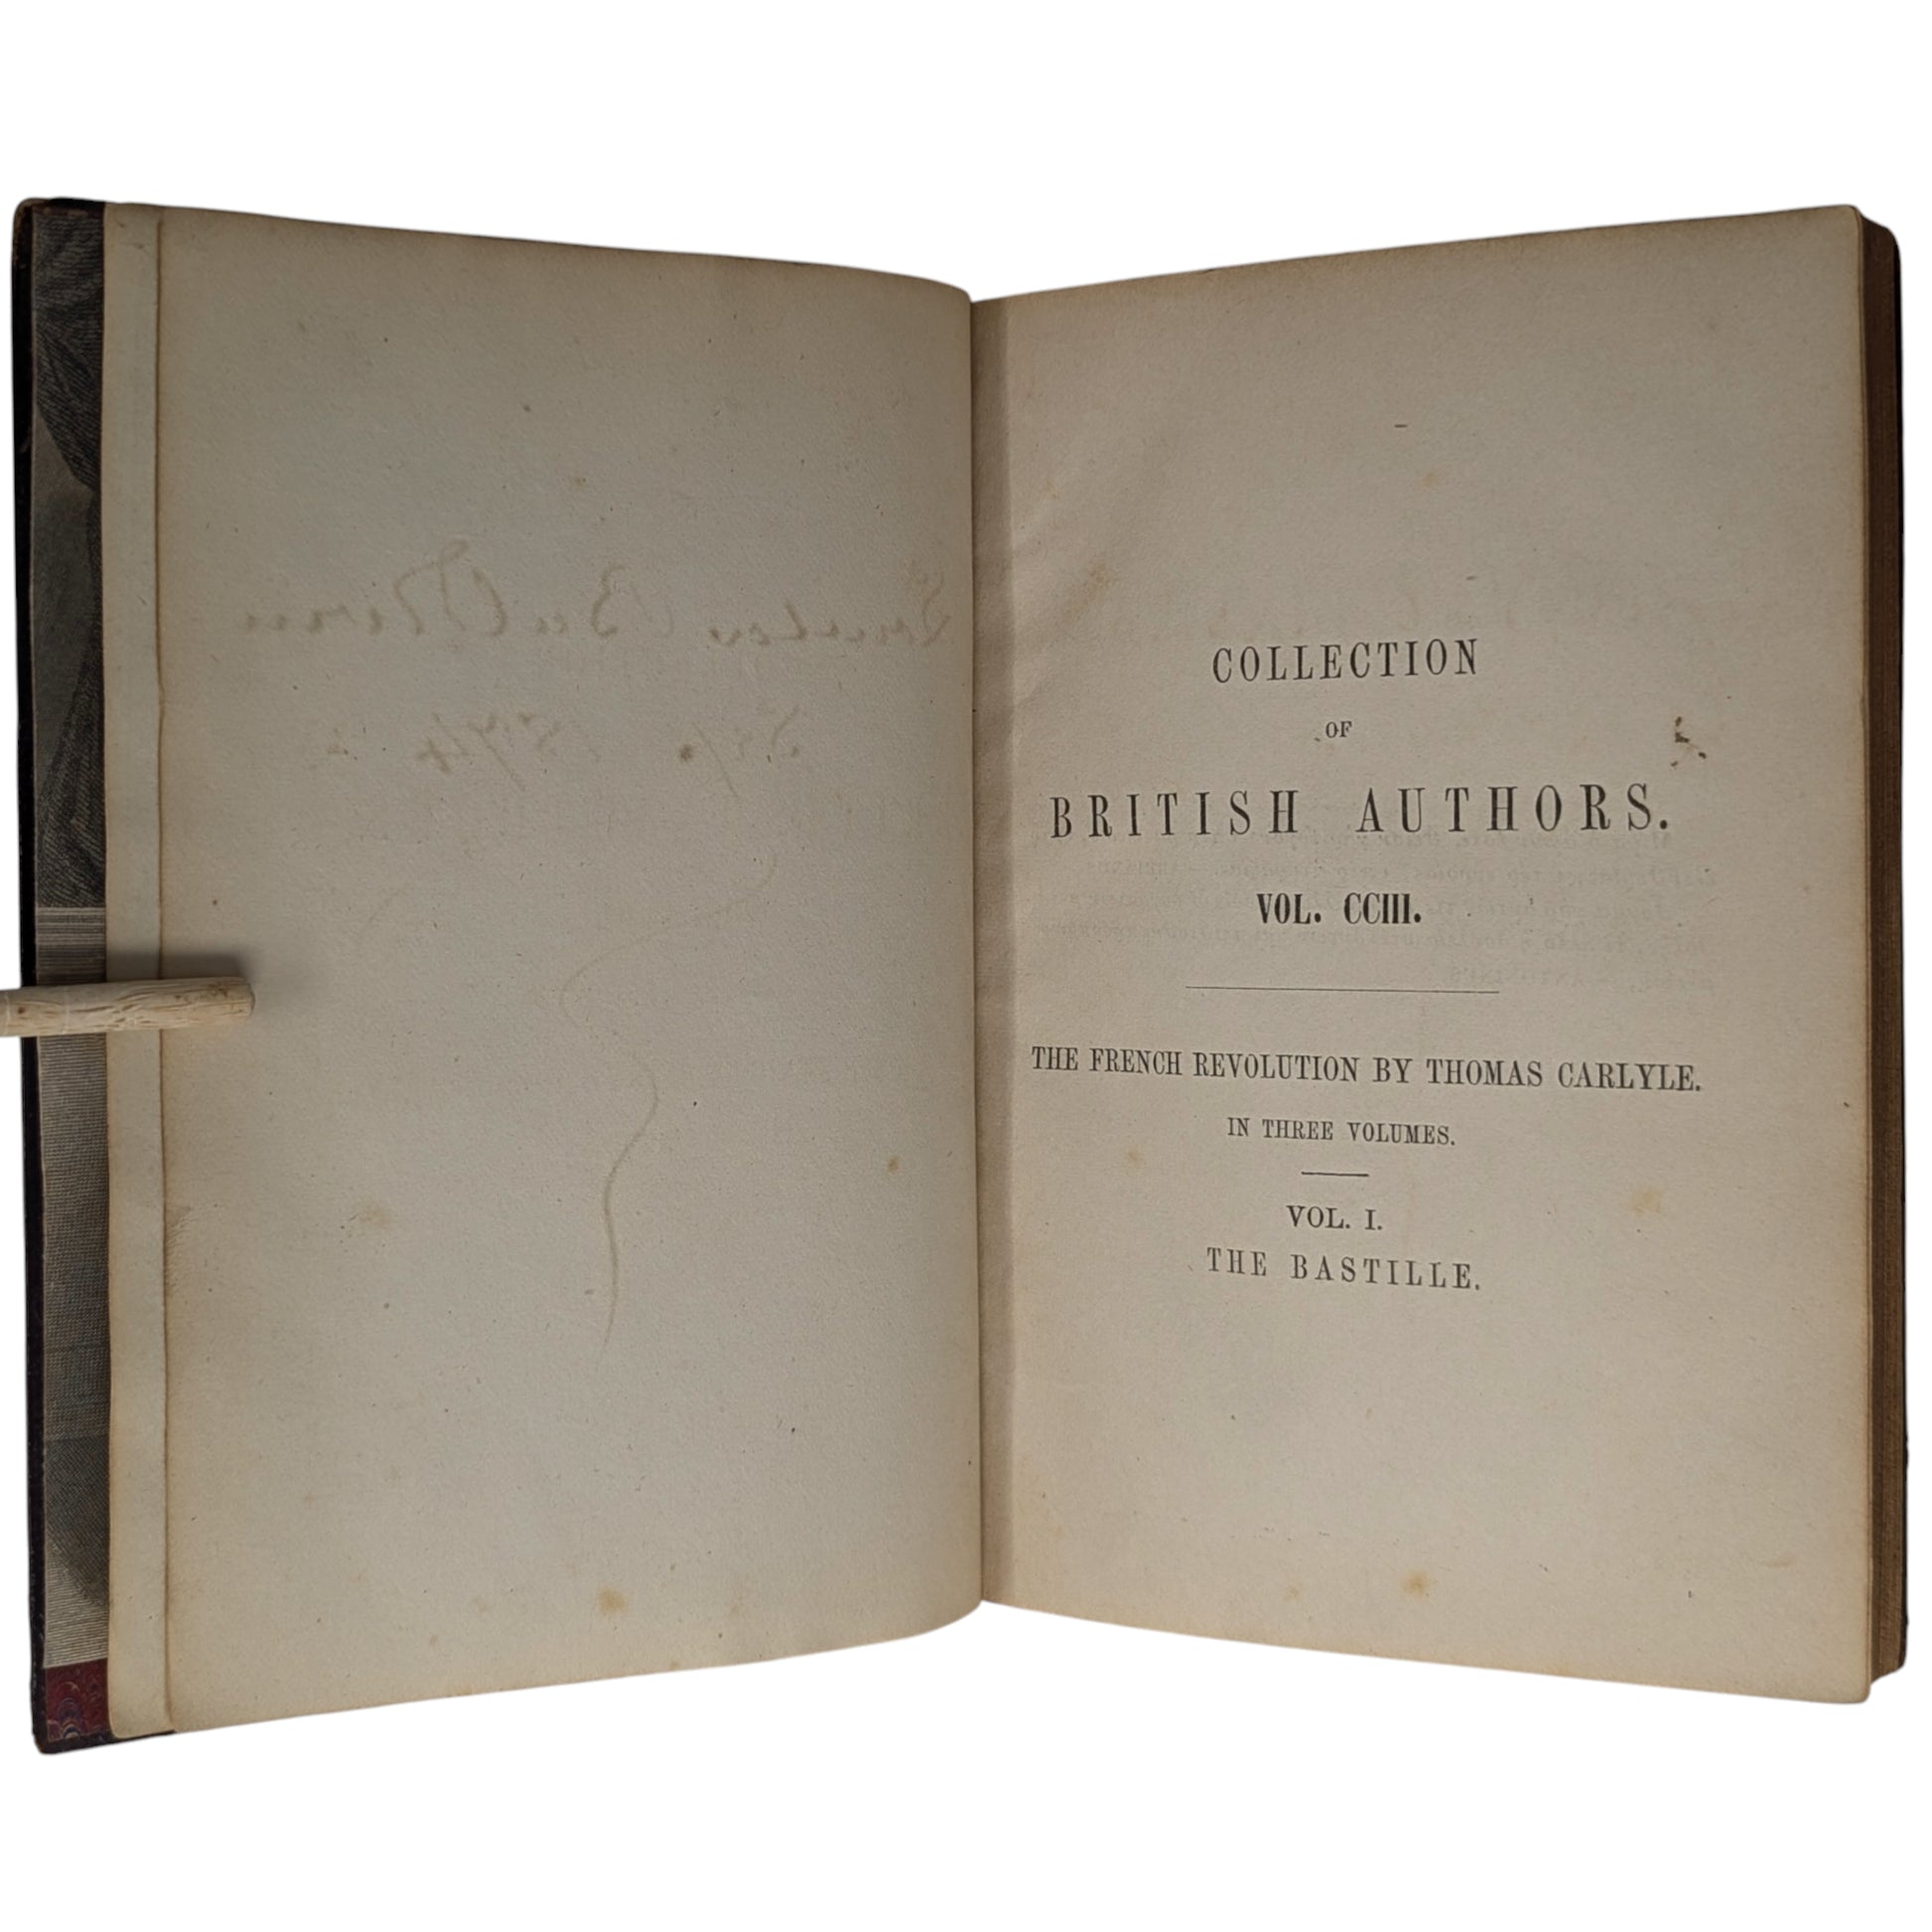 COLLECTION
OF
BRITISH AUTHORS.
VOL. CCIII.
THE FRENCH REVOLUTION BY THOMAS CARLYLE.
IN THREE VOLUMES.
VOL. I.
THE BASTILLE.